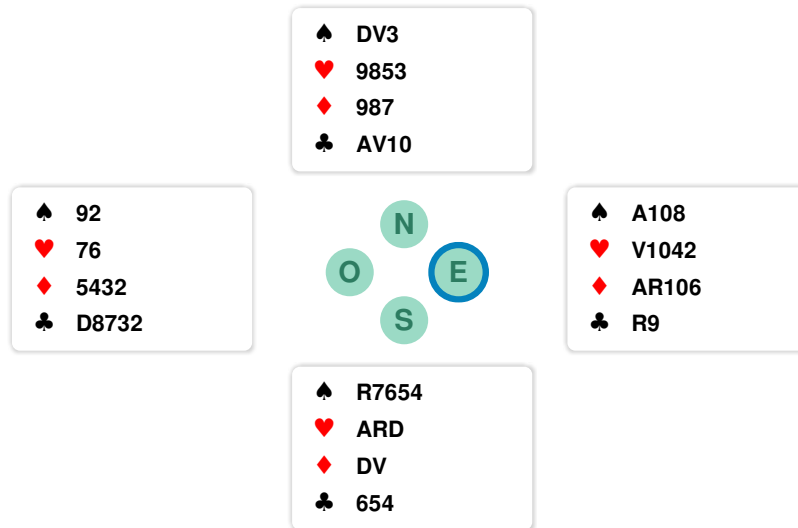 ♠ DV3
♥ 9853
♦ 987
♣ AV10
♠ 92
♥ 76
♦ 5432
♣ D8732
N
O
E
S
♠ A108
♥ V1042
♦ AR106
♣ R9
♠ R7654
♥ ARD
♦ DV
♣ 654